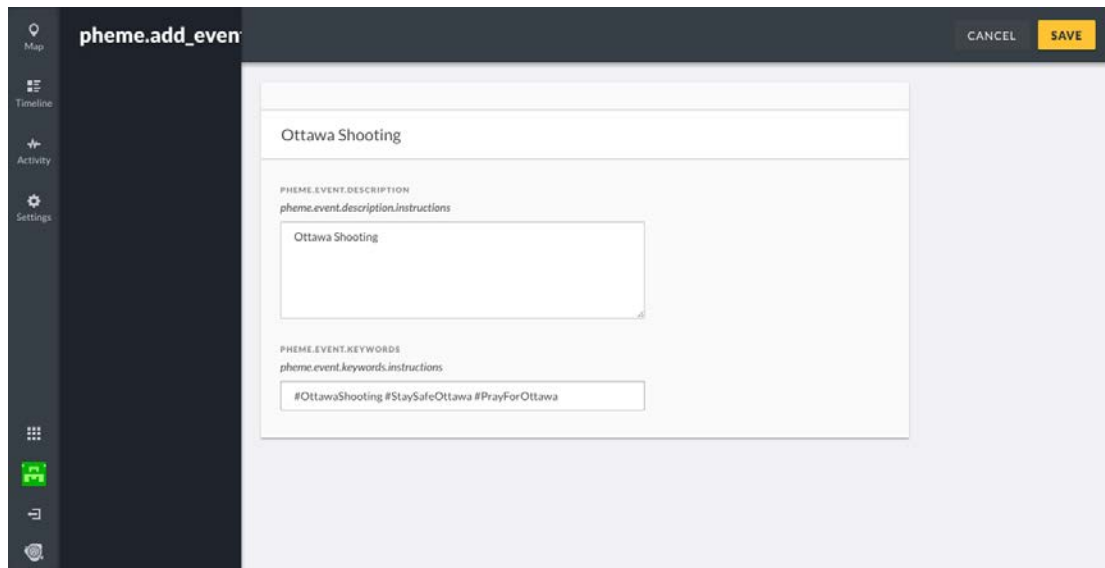 Map
Timeline
Activity
Settings
pheme.add_even
CANCEL
SAVE
Ottawa Shooting
PHEME.EVENT.DESCRIPTION
pheme.event.description.instructions
Ottawa Shooting
PHEME.EVENT.KEYWORDS
pheme.event.keywords.instructions
#OttawaShooting #StaySafeOttawa #PrayForOttawa